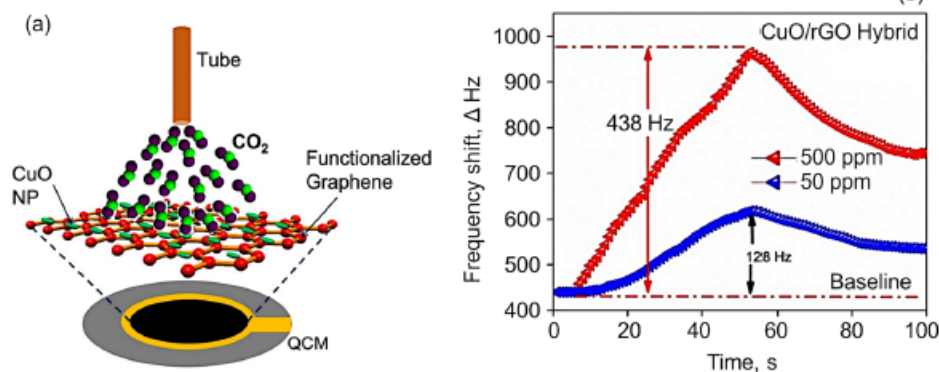 (a)
Tube
CO₂
CuO
NP
Functionalized
Graphene
QCM
CuO/rGO Hybrid
1000
900
800
700
600
500
400
Frequency shift, Δ Hz
438 Hz
500 ppm
50 ppm
128 Hz
Baseline
0
20
40
60
80
100
Time, s